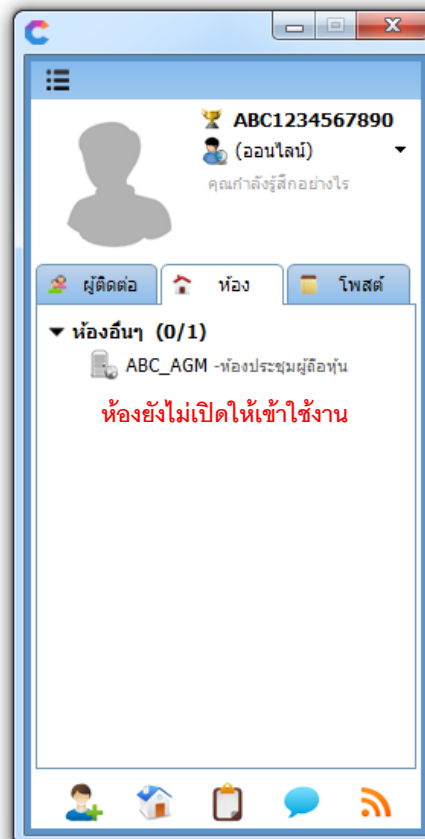 ABC1234567890
(ออนไลน์)
คุณกำลังรู้สึกอย่างไร
ผู้ติดต่อ
ห้อง
โพสต์
ห้องอื่นๆ (0/1)
ABC_AGM -ห้องประชุมผู้ถือหุ้น
ห้องยังไม่เปิดให้เข้าใช้งาน